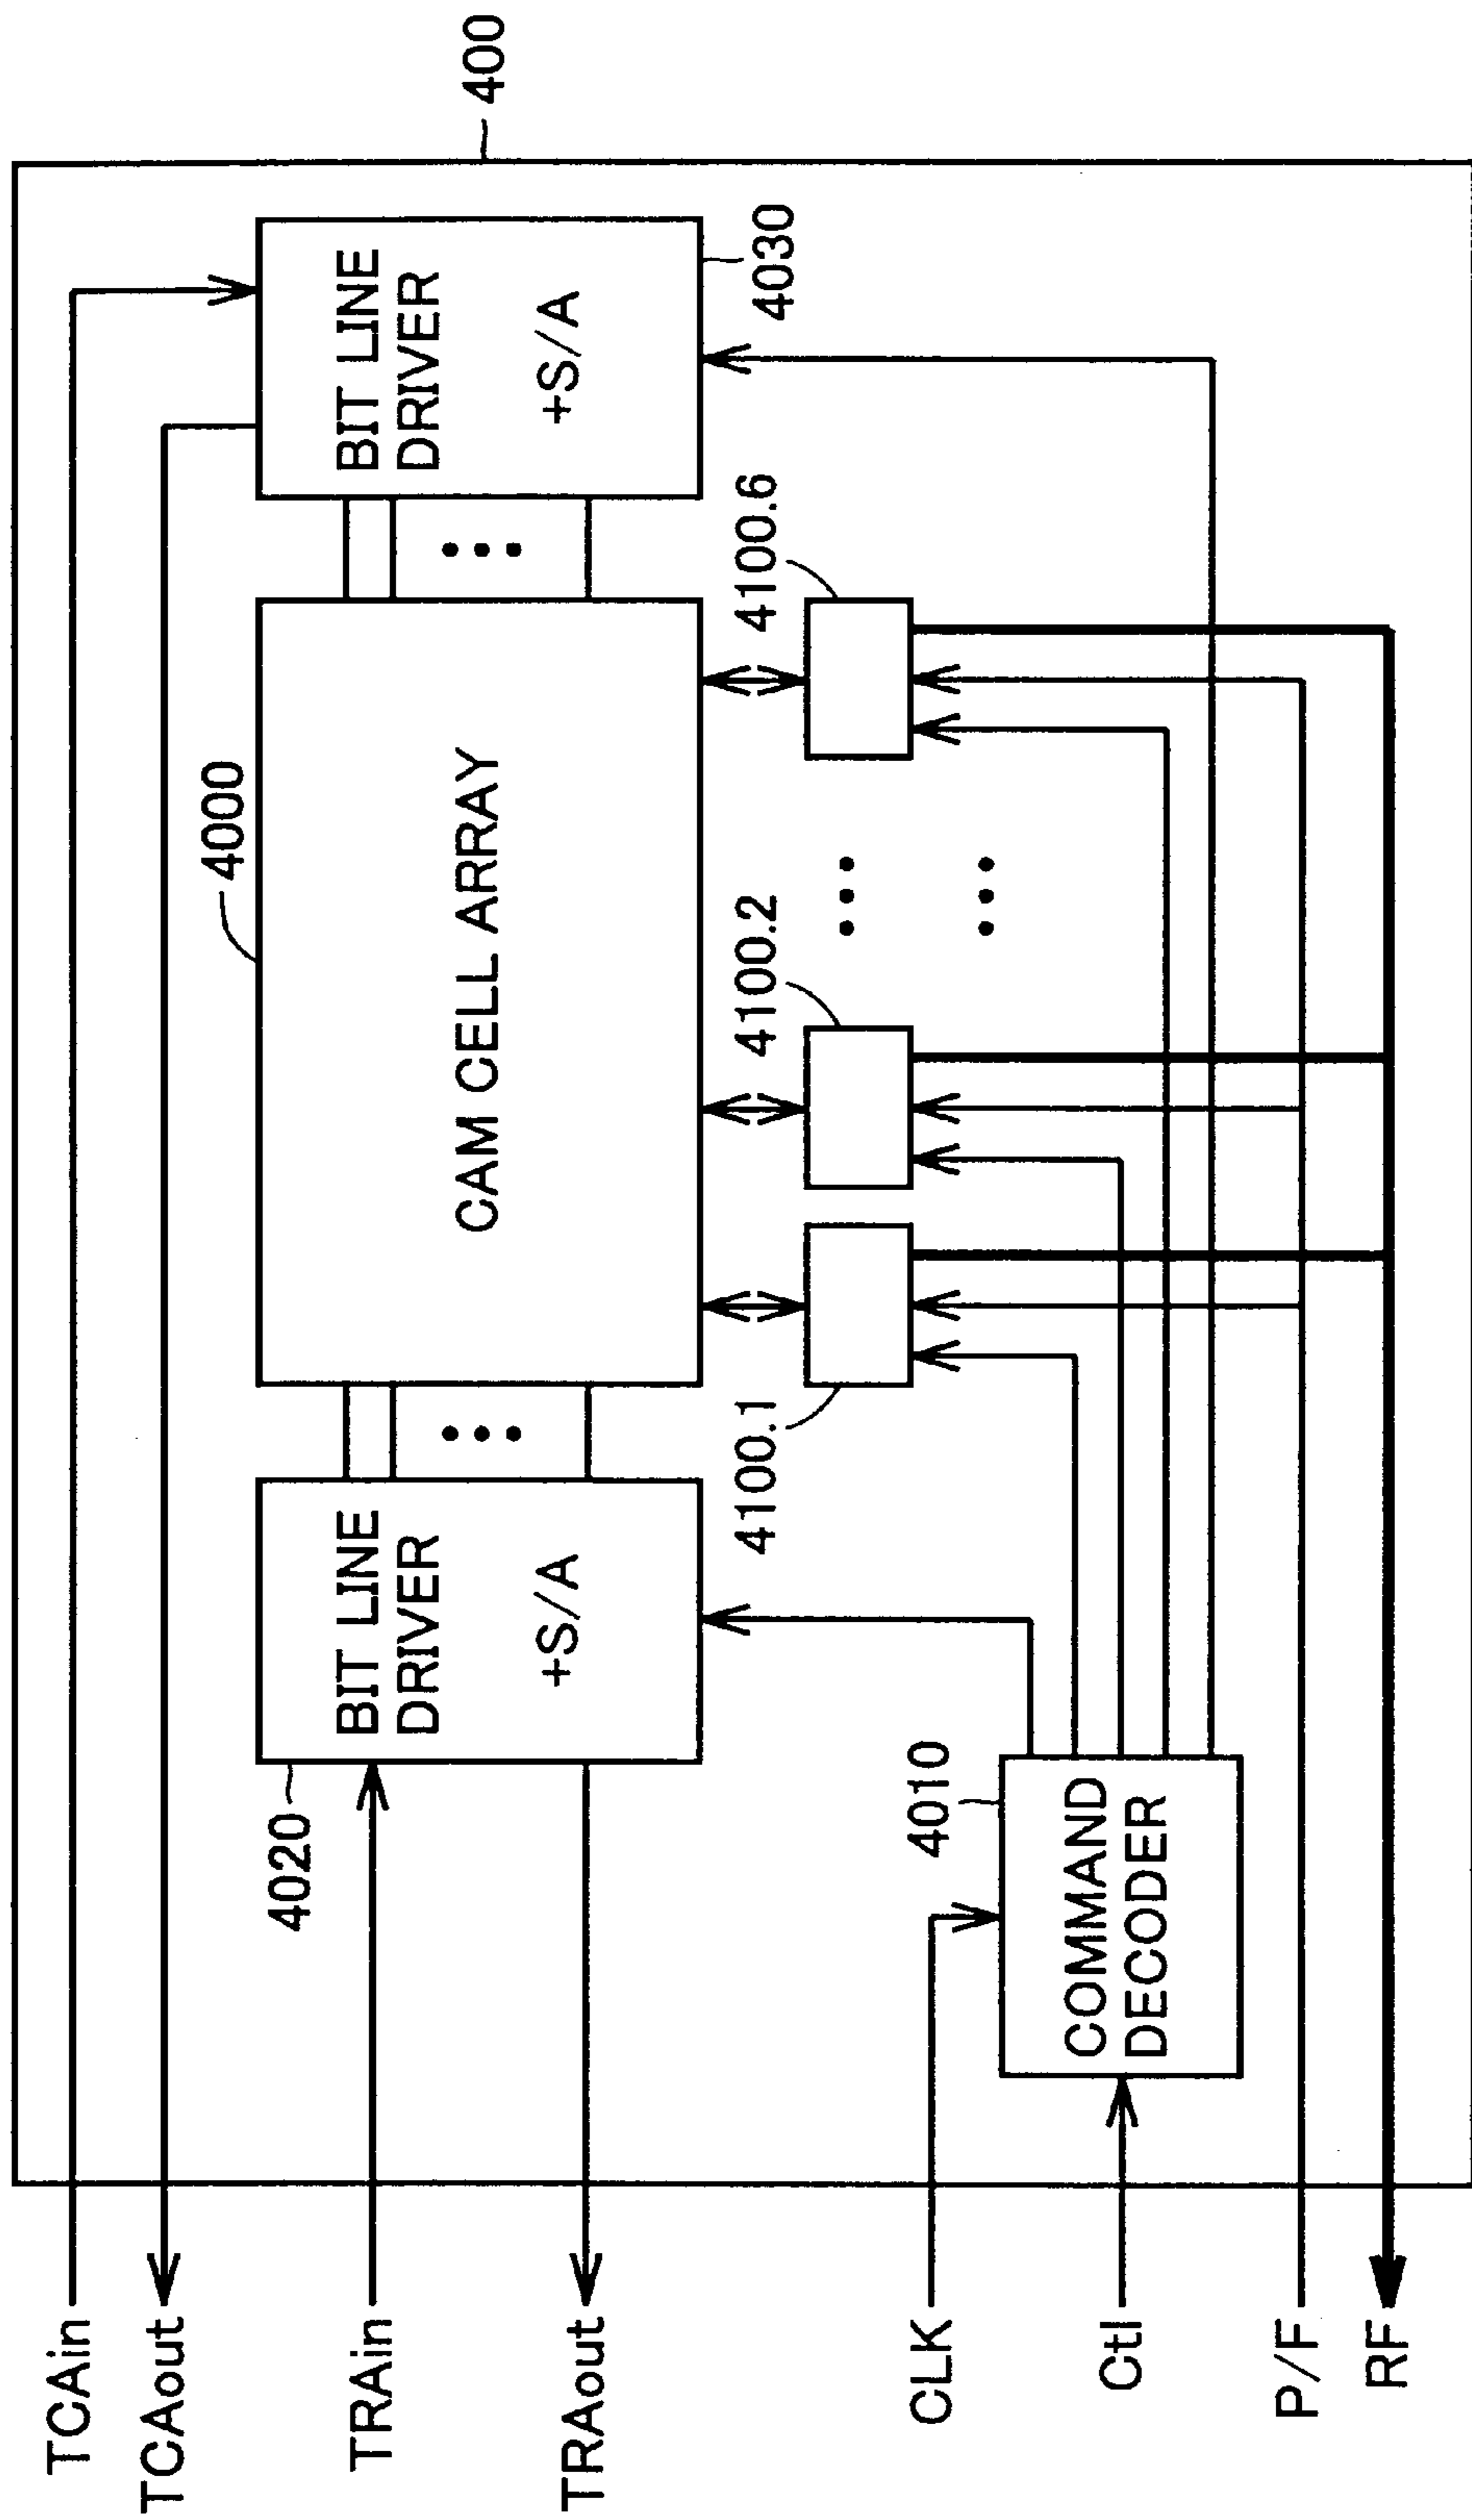 400
TCAin
TCAout
TRAin
TRAout
CLK
Ctl
P/F
RF
4020
BIT LINE
DRIVER
+S/A
4000
CAM CELL ARRAY
BIT LINE
DRIVER
+S/A
4030
4100.1
4100.2
4100.6
4010
COMMAND
DECODER